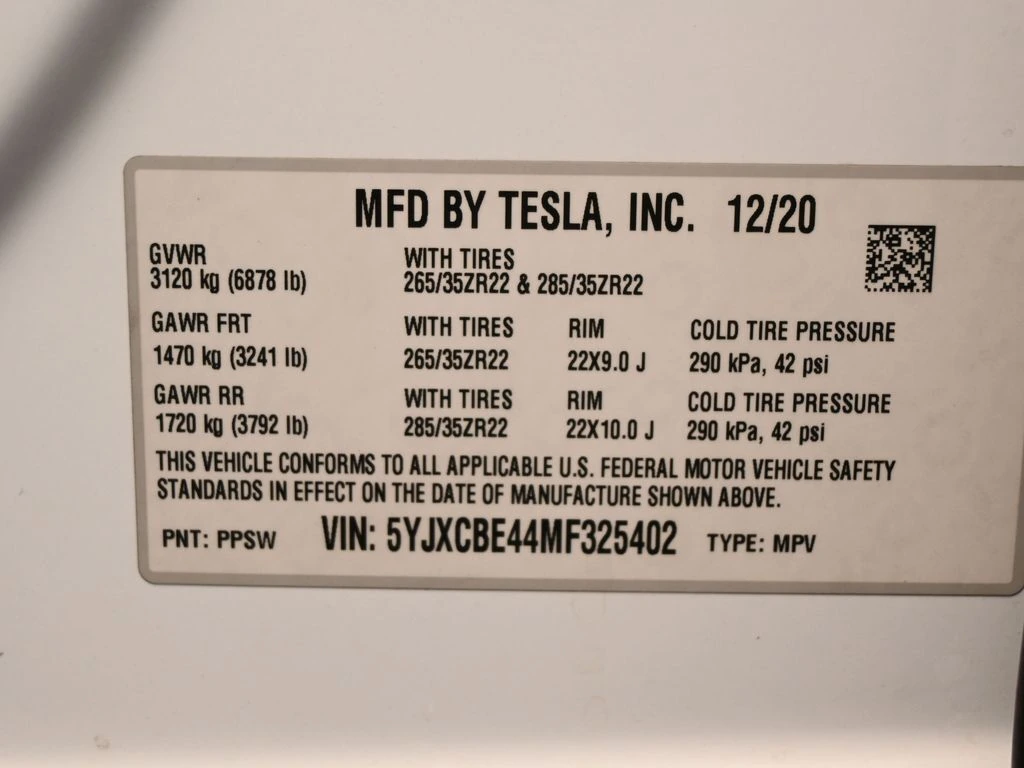 MFD BY TESLA, INC. 12/20
GVWR WITH TIRES
3120 kg (6878 lb) 265/35ZR22 & 285/35ZR22
GAWR FRT WITH TIRES RIM COLD TIRE PRESSURE
1470 kg (3241 lb) 265/35ZR22 22X9.0 J 290 kPa, 42 psi
GAWR RR WITH TIRES RIM COLD TIRE PRESSURE
1720 kg (3792 lb) 285/35ZR22 22X10.0 J 290 kPa, 42 psi
THIS VEHICLE CONFORMS TO ALL APPLICABLE U.S. FEDERAL MOTOR VEHICLE SAFETY
STANDARDS IN EFFECT ON THE DATE OF MANUFACTURE SHOWN ABOVE.
PNT: PPSW VIN: 5YJXCBE44MF325402 TYPE: MPV